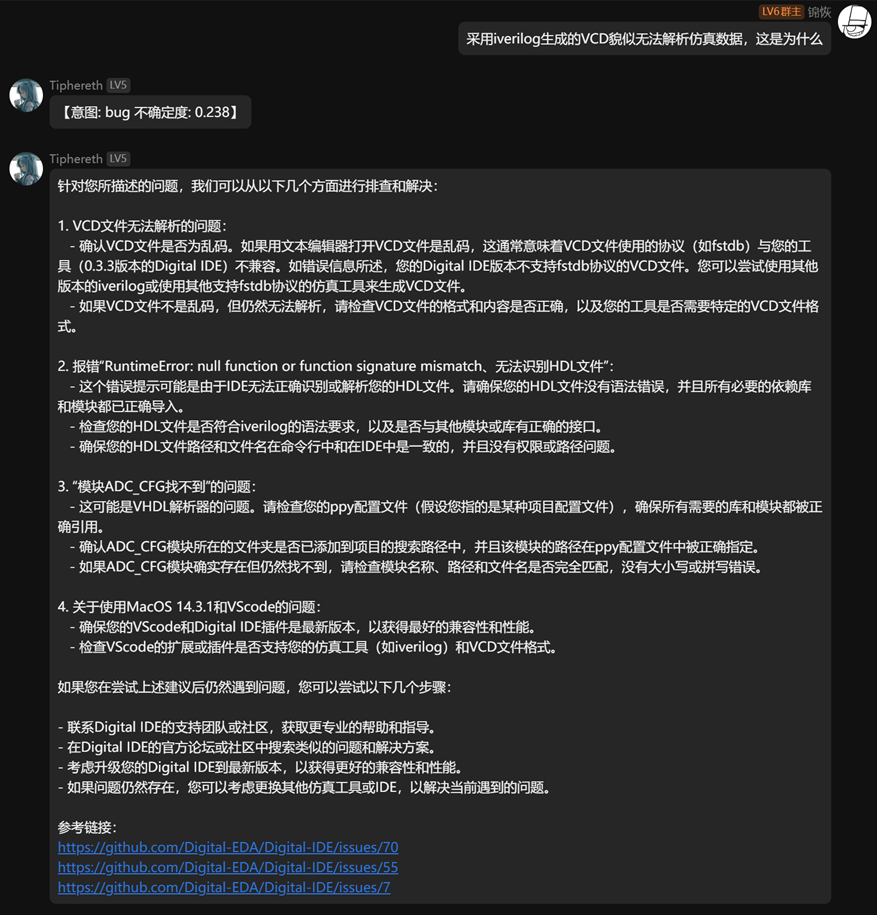 LV6群主 锦恢
采用iverilog生成的VCD貌似无法解析仿真数据，这是为什么
Tiphereth LV5
【意图: bug 不确定度: 0.238】
Tiphereth LV5
针对您所描述的问题，我们可以从以下几个方面进行排查和解决：
1. VCD文件无法解析的问题：
- 确认VCD文件是否为乱码。如果用文本编辑器打开VCD文件是乱码，这通常意味着VCD文件使用的协议（如fstdb）与您的工
具（0.3.3版本的Digital IDE）不兼容。如错误信息所述，您的Digital IDE版本不支持fstdb协议的VCD文件。您可以尝试使用其他
版本的iverilog或使用其他支持fstdb协议的仿真工具来生成VCD文件。
- 如果VCD文件不是乱码，但仍然无法解析，请检查VCD文件的格式和内容是否正确，以及您的工具是否需要特定的VCD文件格
式。
2. 报错“RuntimeError: null function or function signature mismatch、无法识别HDL文件”：
- 这个错误提示可能是由于IDE无法正确识别或解析您的HDL文件。请确保您的HDL文件没有语法错误，并且所有必要的依赖库
和模块都已正确导入。
- 检查您的HDL文件是否符合iverilog的语法要求，以及是否与其他模块或库有正确的接口。
- 确保您的HDL文件路径和文件名在命令行中和在IDE中是一致的，并且没有权限或路径问题。
3. “模块ADC_CFG找不到”的问题：
- 这可能是VHDL解析器的问题。请检查您的ppy配置文件（假设您指的是某种项目配置文件），确保所有需要的库和模块都被正
确引用。
- 确认ADC_CFG模块所在的文件夹是否已添加到项目的搜索路径中，并且该模块的路径在ppy配置文件中被正确指定。
- 如果ADC_CFG模块确实存在但仍然找不到，请检查模块名称、路径和文件名是否完全匹配，没有大小写或拼写错误。
4. 关于使用MacOS 14.3.1和VScode的问题：
- 确保您的VScode和Digital IDE插件是最新版本，以获得最好的兼容性和性能。
- 检查VScode的扩展或插件是否支持您的仿真工具（如iverilog）和VCD文件格式。
如果您在尝试上述建议后仍然遇到问题，您可以尝试以下几个步骤：
- 联系Digital IDE的支持团队或社区，获取更专业的帮助和指导。
- 在Digital IDE的官方论坛或社区中搜索类似的问题和解决方案。
- 考虑升级您的Digital IDE到最新版本，以获得更好的兼容性和性能。
- 如果问题仍然存在，您可以考虑更换其他仿真工具或IDE，以解决当前遇到的问题。
参考链接：
https://github.com/Digital-EDA/Digital-IDE/issues/70
https://github.com/Digital-EDA/Digital-IDE/issues/55
https://github.com/Digital-EDA/Digital-IDE/issues/7